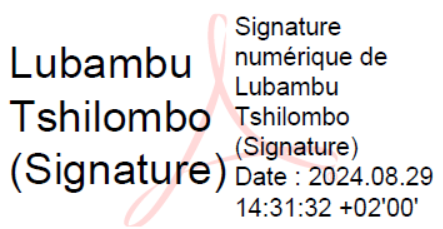 Lubambu
Tshilombo
(Signature)
Signature
numérique de
Lubambu
Tshilombo
(Signature)
Date : 2024.08.29
14:31:32 +02'00'